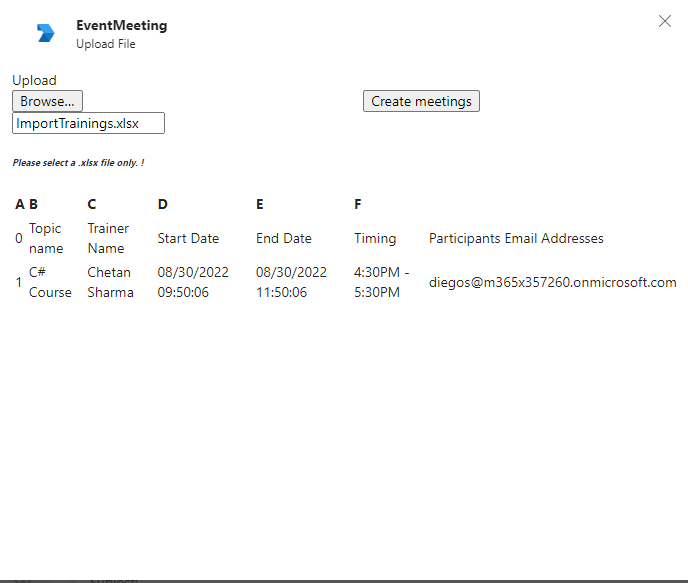 EventMeeting
Upload File
Upload
Browse...
Create meetings
ImportTrainings.xlsx
Please select a .xlsx file only. !
A B C D E F
0 Topic name Trainer Name Start Date End Date Timing Participants Email Addresses
1 C# Course Chetan Sharma 08/30/2022 09:50:06 08/30/2022 11:50:06 4:30PM - 5:30PM diegos@m365x357260.onmicrosoft.com